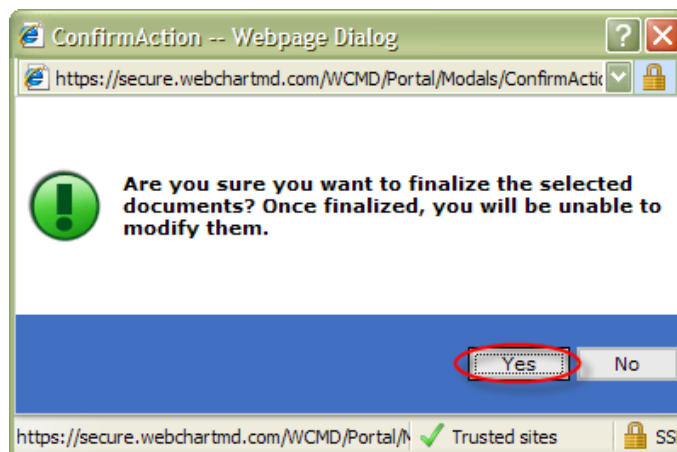 ConfirmAction -- Webpage Dialog
https://secure.webchartmd.com/WCMD/Portal/Modals/ConfirmActic
Are you sure you want to finalize the selected
documents? Once finalized, you will be unable to
modify them.
Yes No
https://secure.webchartmd.com/WCMD/Portal/M Trusted sites SS